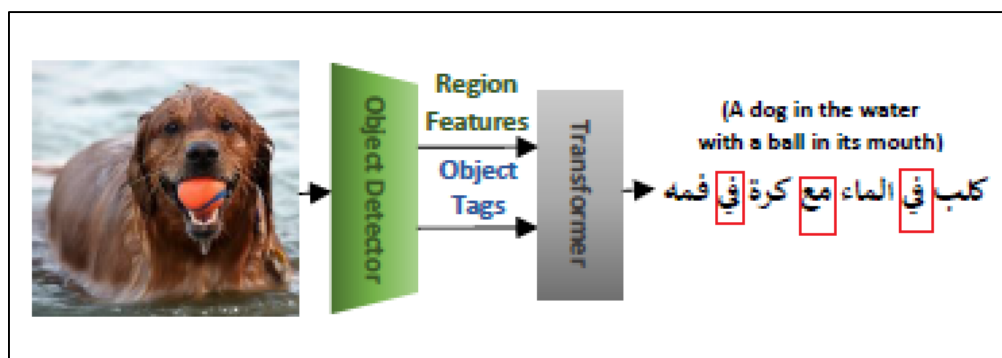 Object Detector
Region
Features
Object
Tags
Transformer
(A dog in the water
with a ball in its mouth)
كلب في الماء مع كرة في فمه